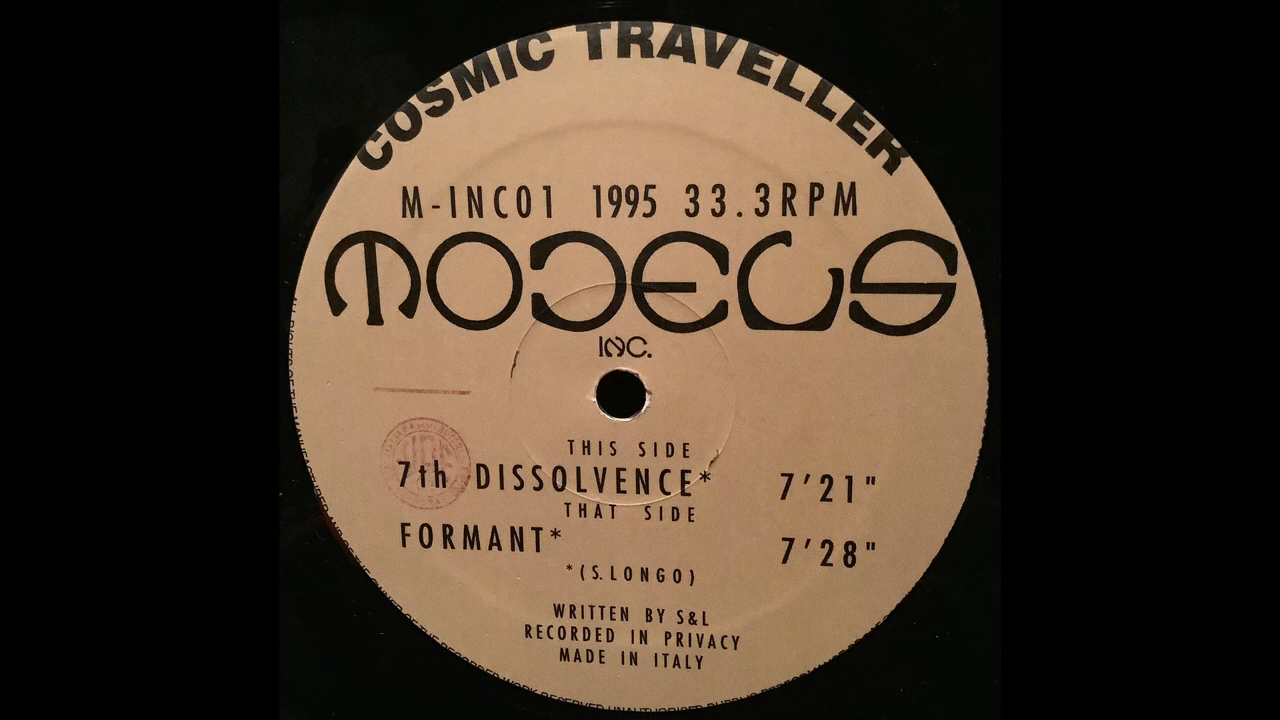 COSMIC TRAVELLER
M-INC01 1995 33.3RPM
MODELS
INC.
THIS SIDE
7th DISSOLVENCE* 7'21"
THAT SIDE
FORMANT* 7'28"
*(S.LONGO)
WRITTEN BY S&L
RECORDED IN PRIVACY
MADE IN ITALY